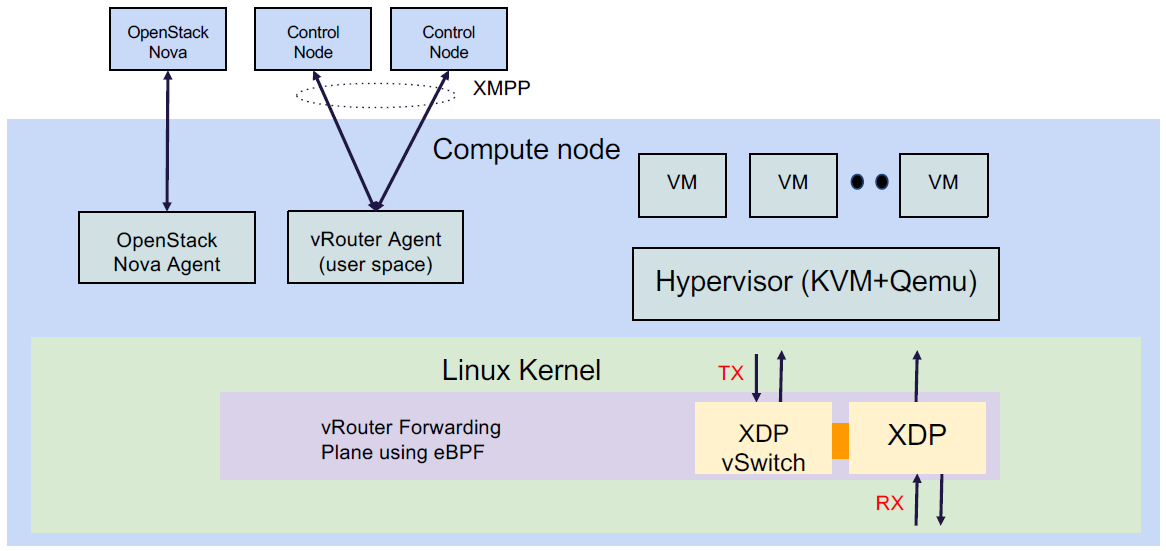 OpenStack
Nova
Control
Node
Control
Node
XMPP
Compute node
VM
VM
VM
OpenStack
Nova Agent
vRouter Agent
(user space)
Hypervisor (KVM+Qemu)
Linux Kernel
TX
vRouter Forwarding
Plane using eBPF
XDP
vSwitch
XDP
RX